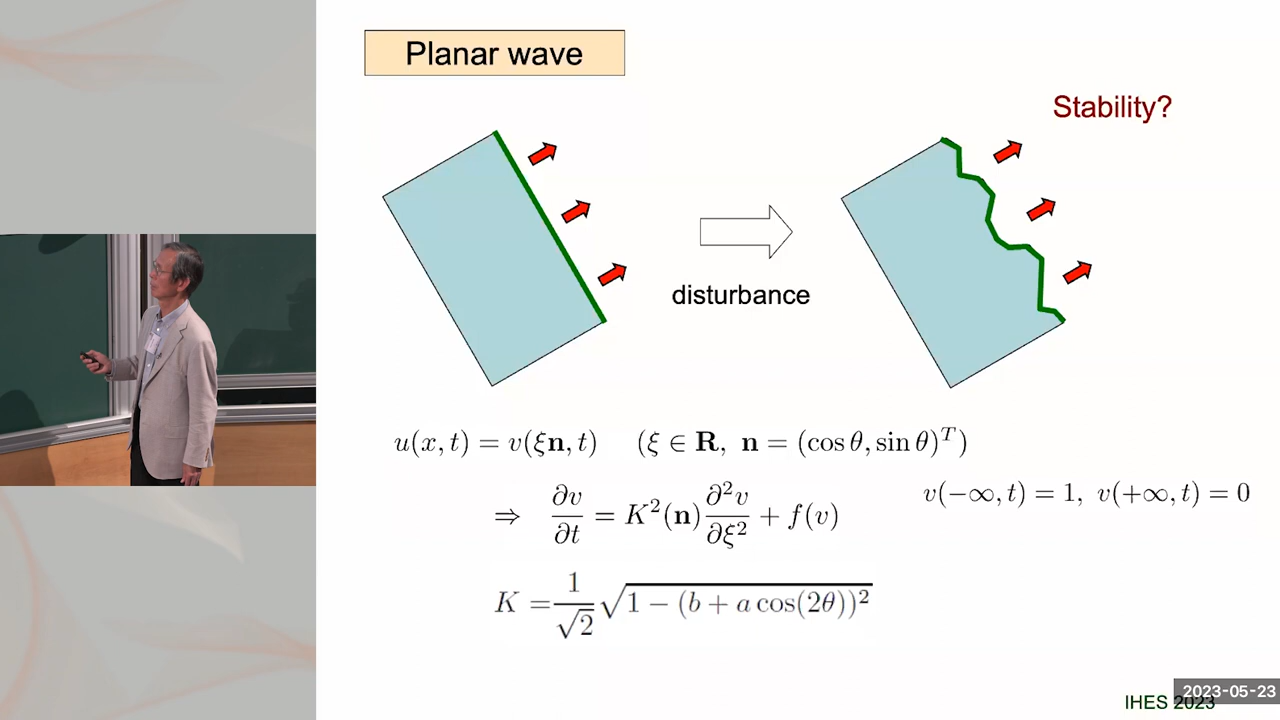 Planar wave
Stability?
disturbance
u(x, t) = v(ξn, t)   (ξ ∈ R, n = (cos θ, sin θ)^T)
v(−∞, t) = 1, v(+∞, t) = 0
⇒ ∂v/∂t = K²(n) ∂²v/∂ξ² + f(v)
K = 1/√2 √(1 − (b + a cos(2θ))²)
2023-05-23
IHES 2023